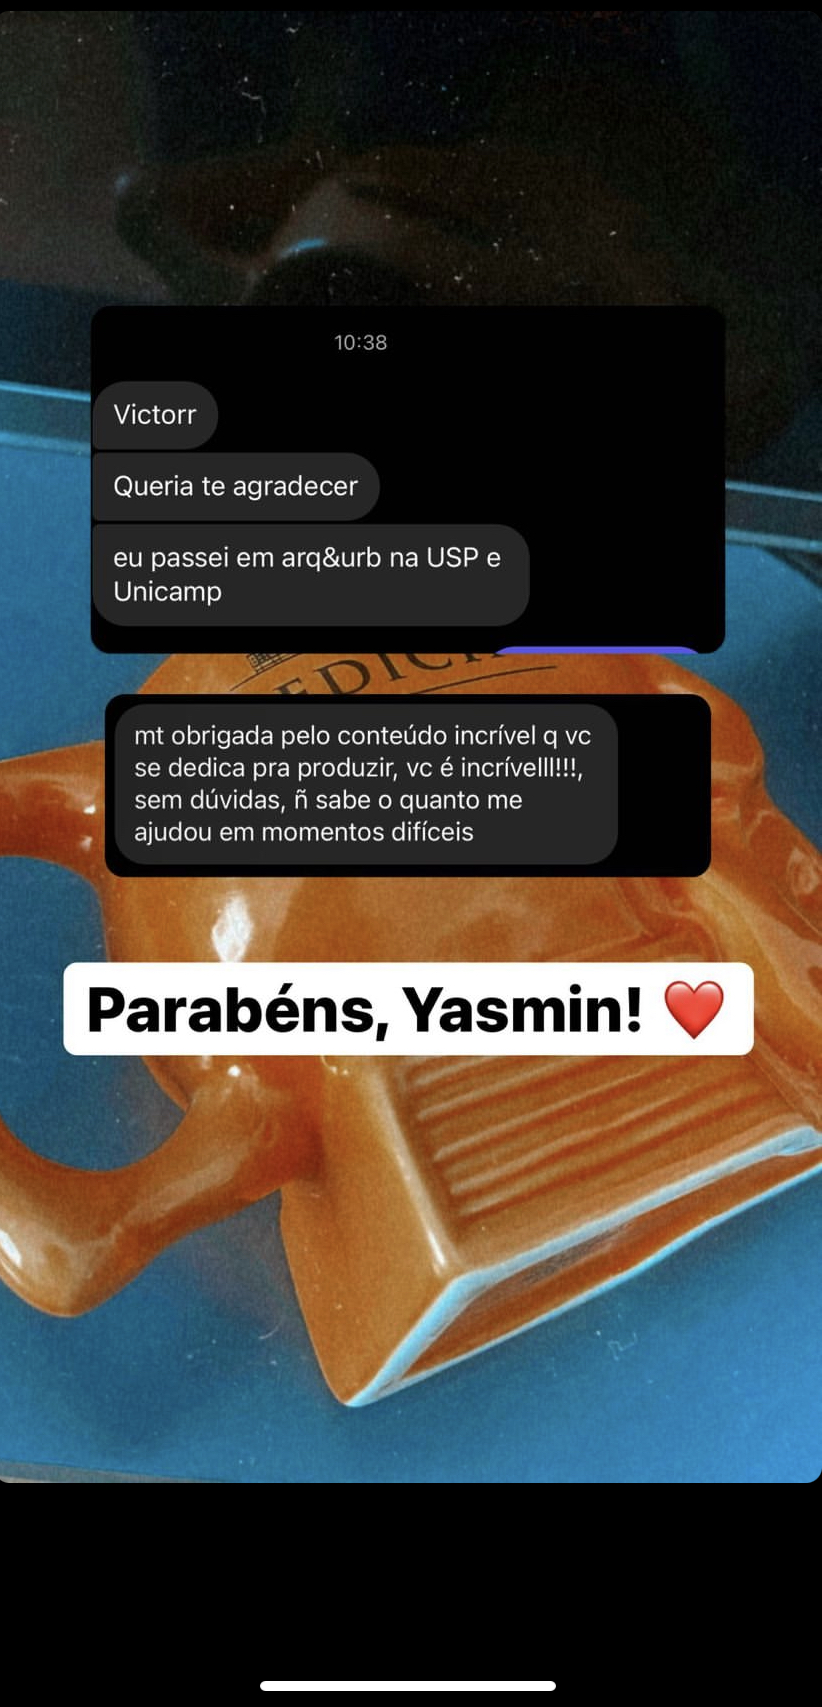 10:38
Victorr
Queria te agradecer
eu passei em arq&urb na USP e
Unicamp
mt obrigada pelo conteúdo incrível q vc
se dedica pra produzir, vc é incrívelll!!!,
sem dúvidas, ñ sabe o quanto me
ajudou em momentos difíceis
Parabéns, Yasmin! ❤️